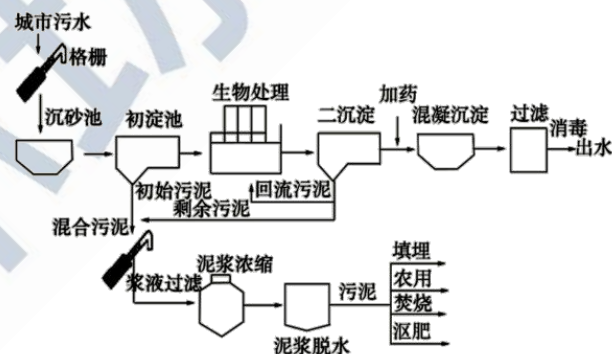 城市污水
格栅
沉砂池
初淀池
生物处理
二沉淀
加药
混凝沉淀
过滤
消毒
出水
初始污泥
回流污泥
剩余污泥
混合污泥
浆液过滤
泥浆浓缩
泥浆脱水
污泥
填埋
农用
焚烧
沤肥